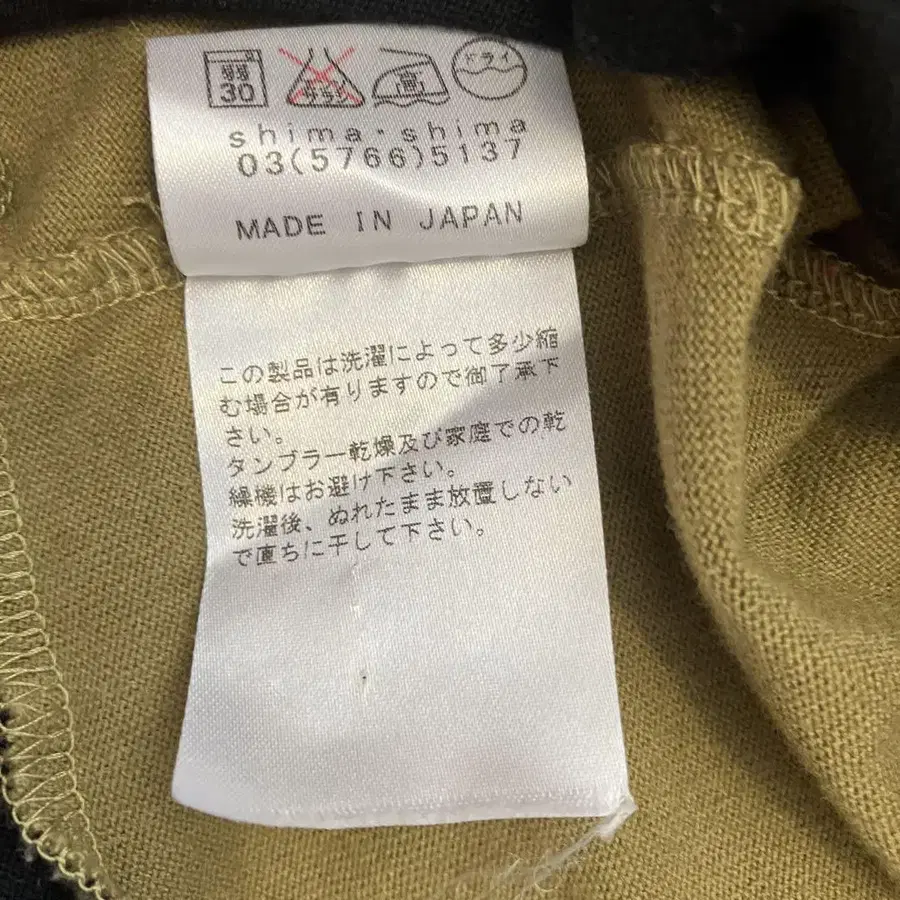 弱 30 サラシ 高 ドライ
shima・shima
03(5766)5137
MADE IN JAPAN
この製品は洗濯によって多少縮
む場合が有りますので御了承下
さい。
タンブラー乾燥及び家庭での乾
繰機はお避け下さい。
洗濯後、ぬれたまま放置しない
で直ちに干して下さい。